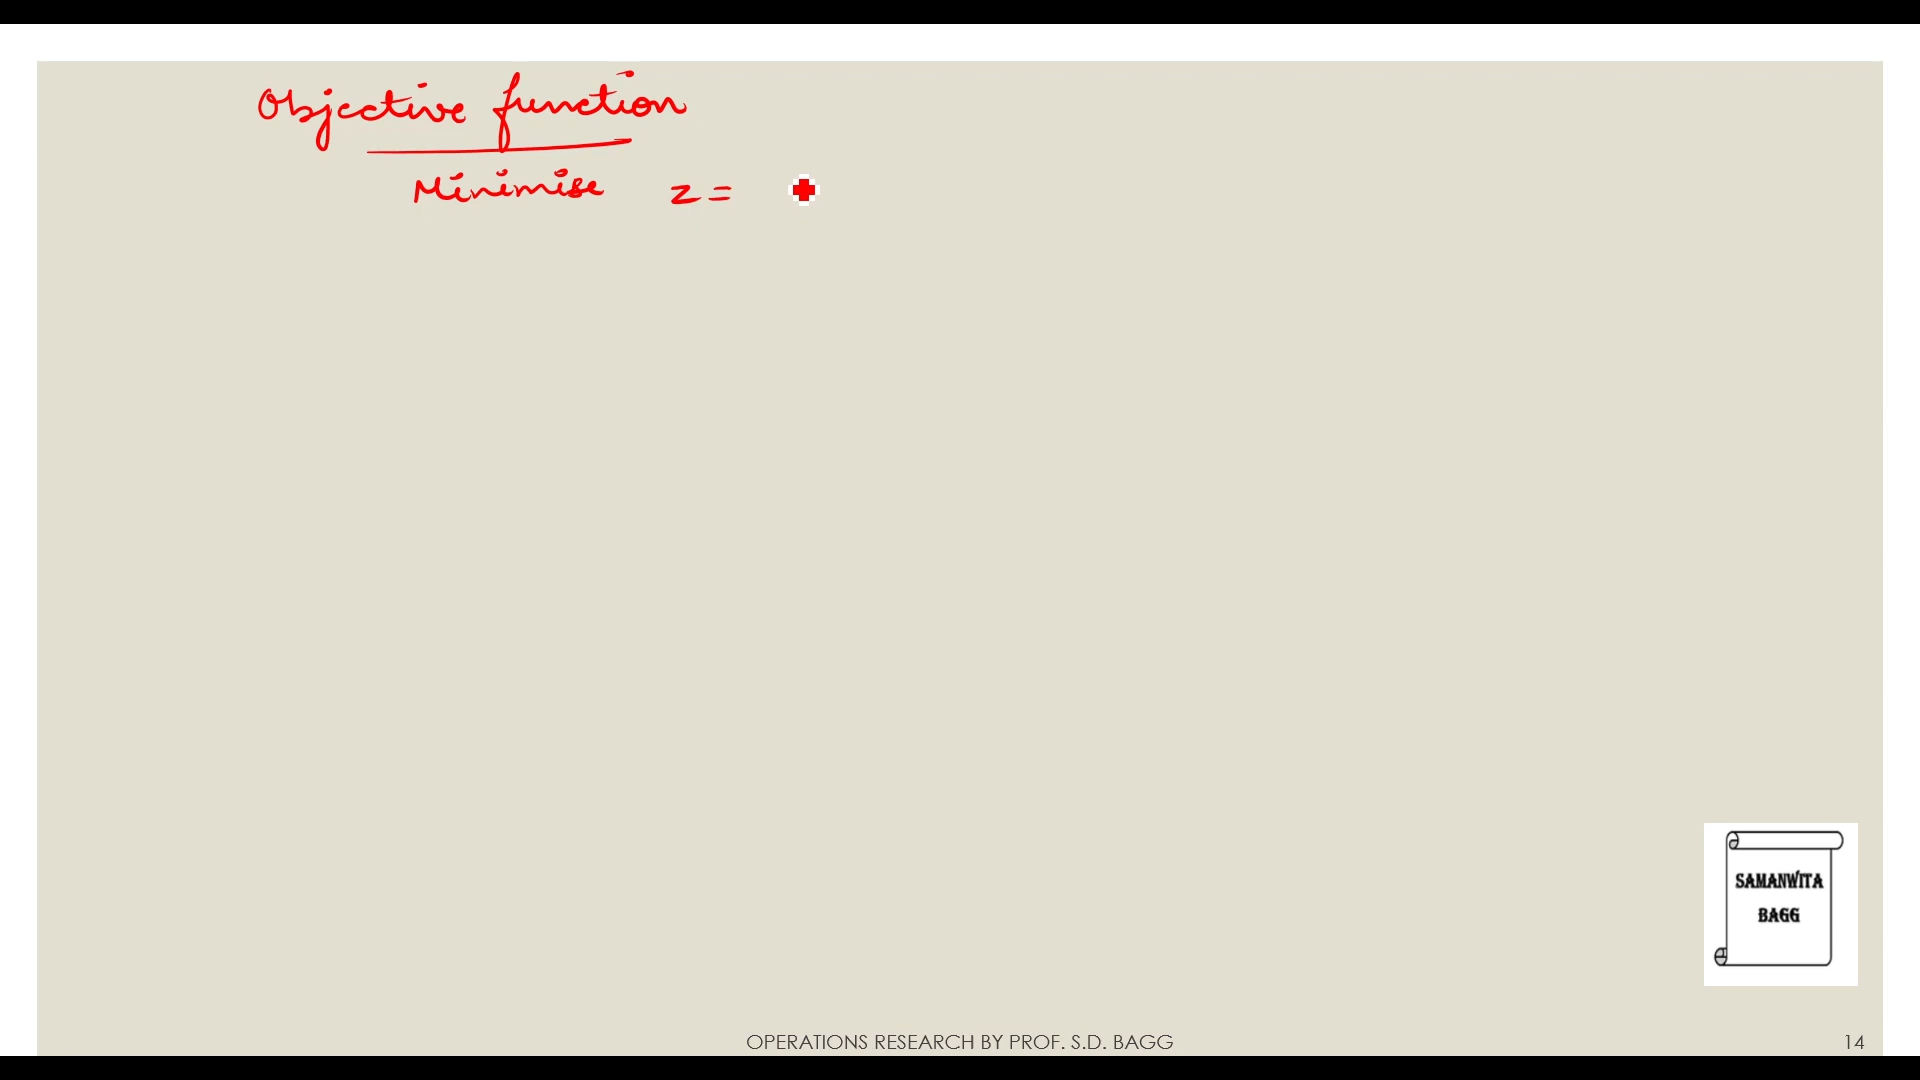 Objective function
Minimise z =
SAMANWITA
BAGG
OPERATIONS RESEARCH BY PROF. S.D. BAGG
14